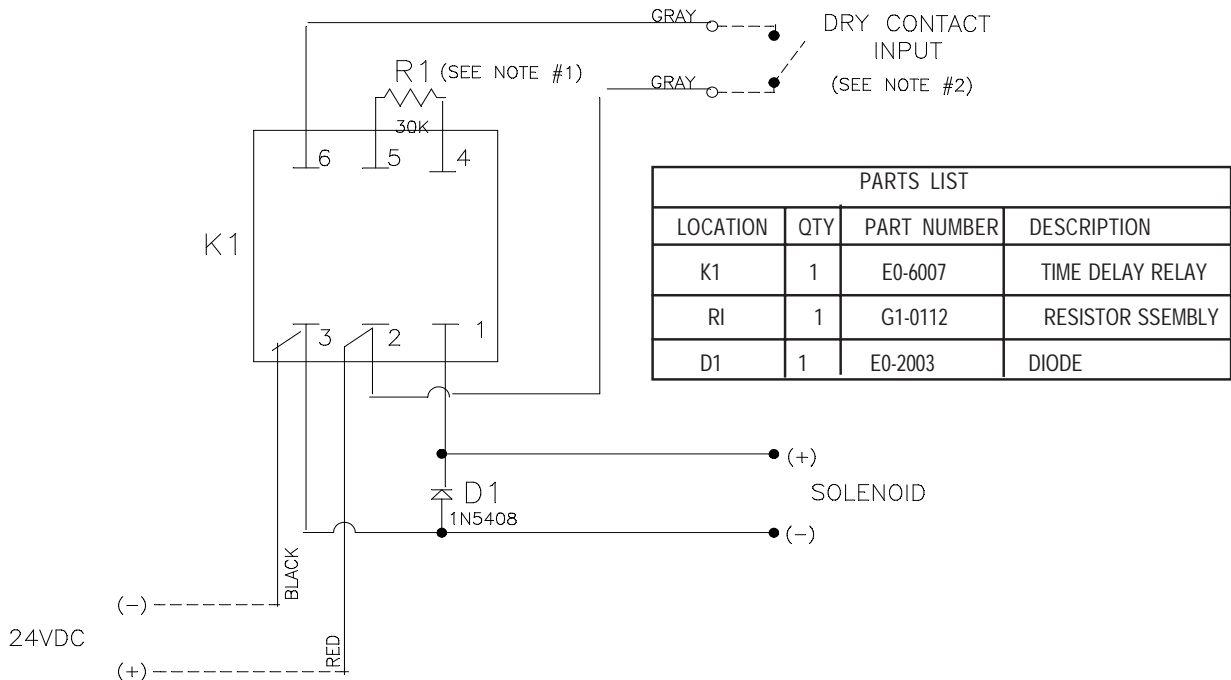 GRAY
DRY CONTACT
INPUT
(SEE NOTE #2)
GRAY
R1 (SEE NOTE #1)
30K
6 5 4
K1
3 2 1
PARTS LIST
LOCATION QTY PART NUMBER DESCRIPTION
K1 1 E0-6007 TIME DELAY RELAY
RI 1 G1-0112 RESISTOR SSEMBLY
D1 1 E0-2003 DIODE
(+)
SOLENOID
(-)
D1
1N5408
BLACK
RED
(-)
24VDC
(+)